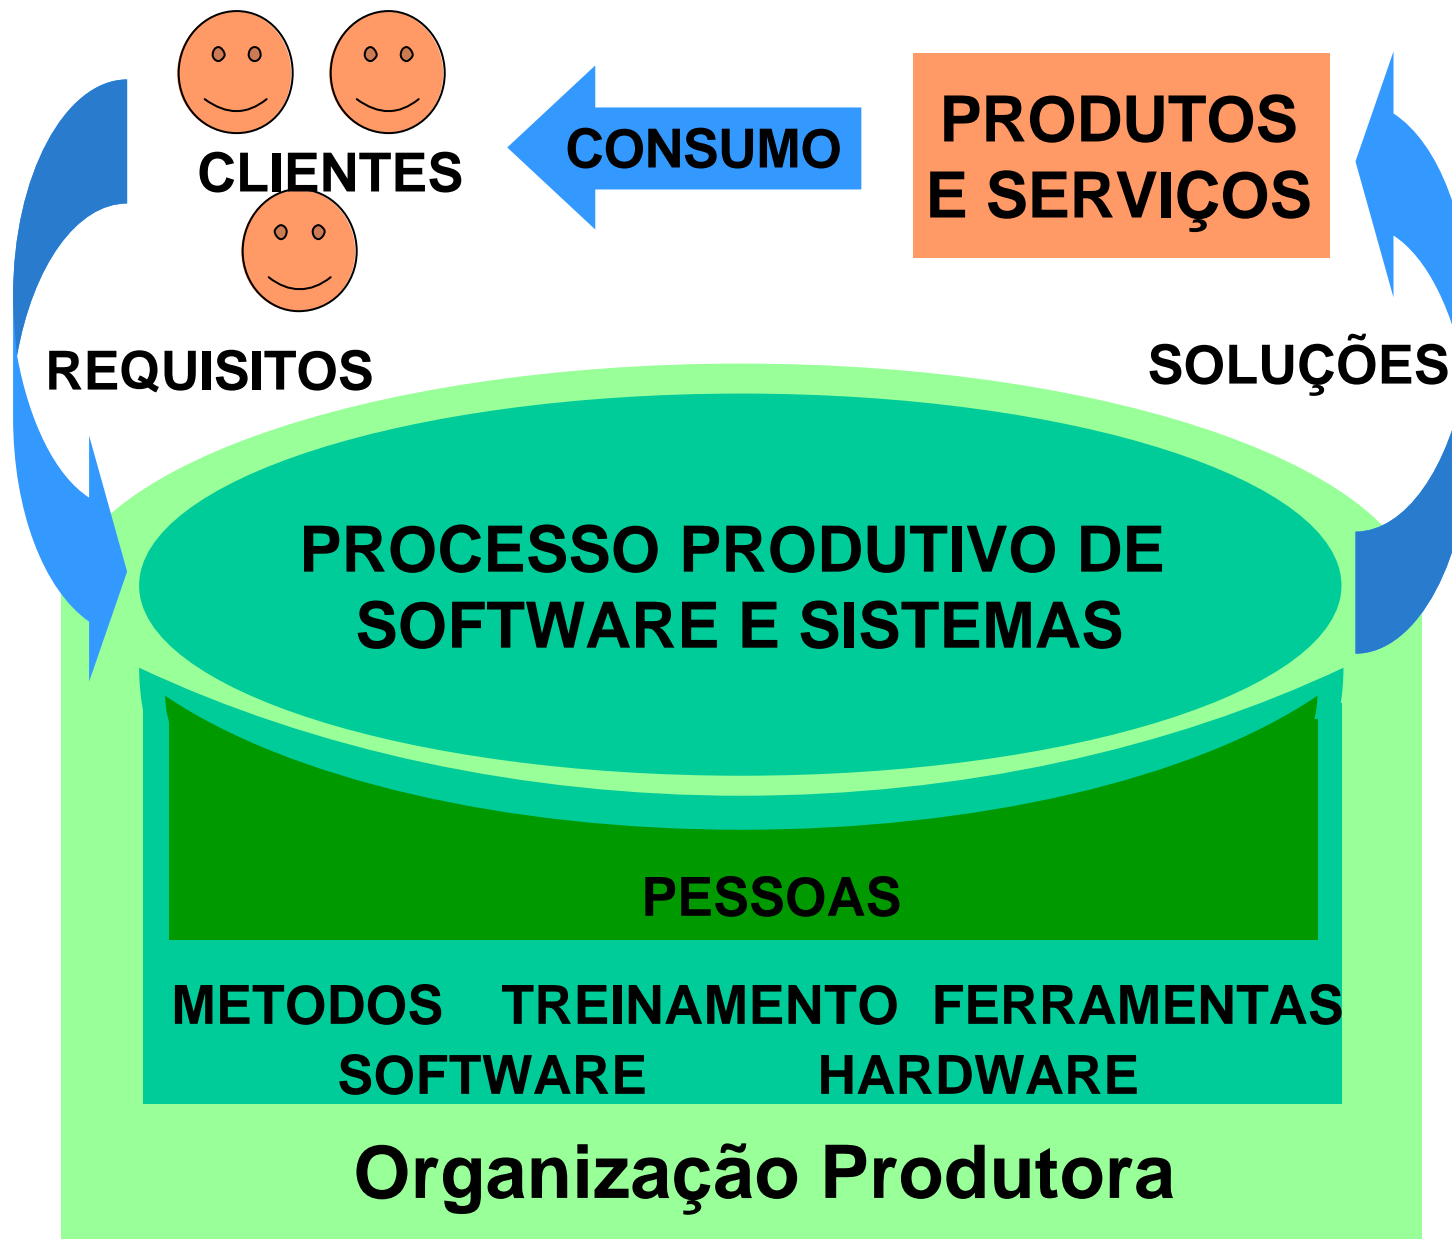 CLIENTES
CONSUMO
PRODUTOS
E SERVIÇOS
REQUISITOS
SOLUÇÕES
PROCESSO PRODUTIVO DE
SOFTWARE E SISTEMAS
PESSOAS
METODOS TREINAMENTO FERRAMENTAS
SOFTWARE HARDWARE
Organização Produtora